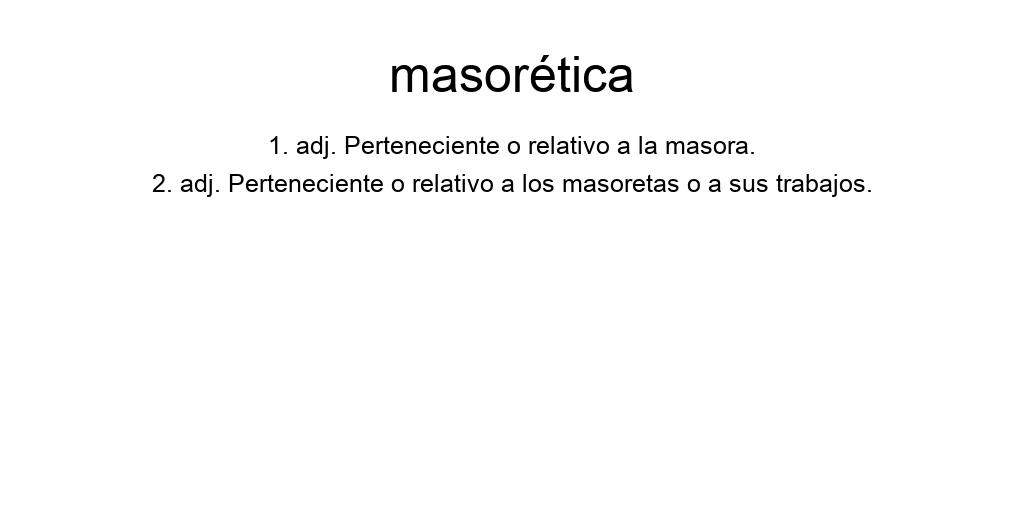 masorética
1. adj. Perteneciente o relativo a la masora.
2. adj. Perteneciente o relativo a los masoretas o a sus trabajos.